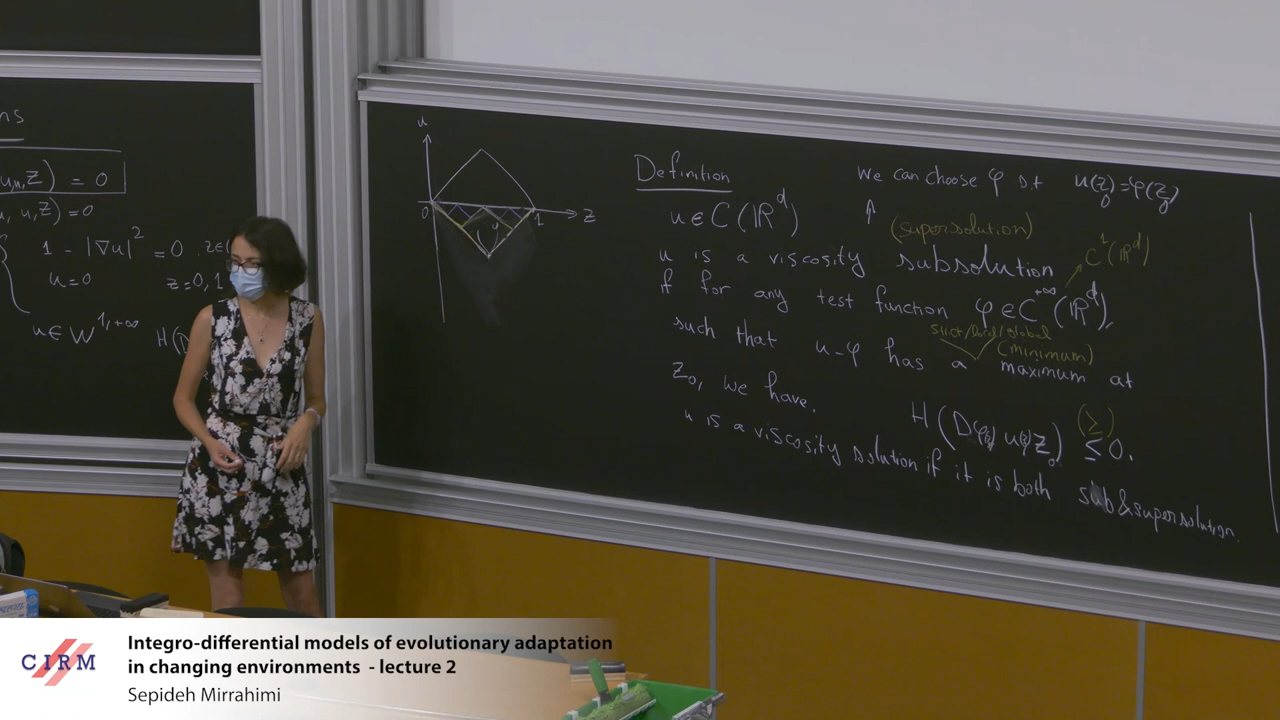 ns
u, z) = 0
, u, z) = 0
1 - |∇u|² = 0 . z∈(
u = 0 z = 0, 1
u ∈ W^{1,+∞} H(D
u
0 1 z
Definition we can choose φ s.t u(z₀) = φ(z₀)
u ∈ C(ℝ^d) ↑ (supersolution) C¹(ℝ^d)
u is a viscosity subsolution
if for any test function φ ∈ C^{+∞}(ℝ^d),
strict/local/global
such that u-φ has a maximum at (minimum)
z₀, we have, H(Dφ(z₀), u(z₀), z₀) ≤ 0. (≥)
u is a viscosity solution if it is both sub & supersolution.
CIRM
Integro-differential models of evolutionary adaptation
in changing environments - lecture 2
Sepideh Mirrahimi